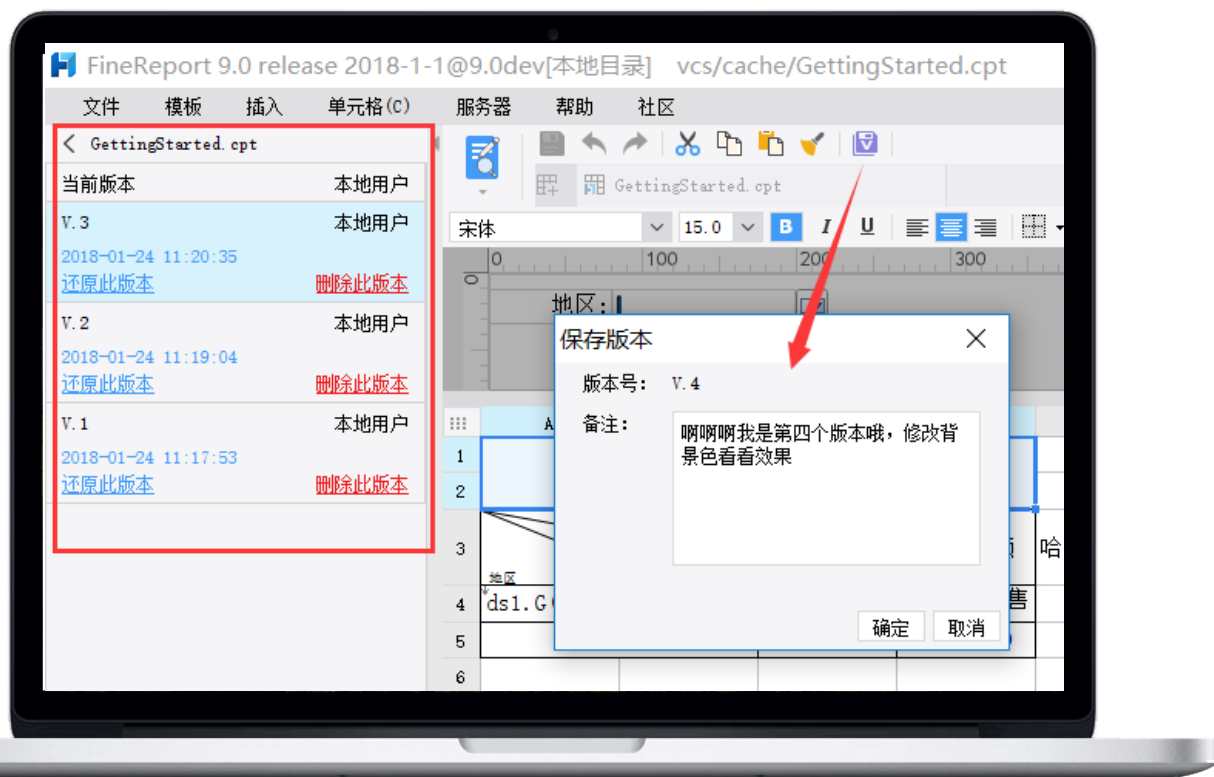 FineReport 9.0 release 2018-1-1@9.0dev[本地目录] vcs/cache/GettingStarted.cpt
文件 模板 插入 单元格(C) 服务器 帮助 社区
GettingStarted.cpt
当前版本 本地用户
V.3 本地用户
2018-01-24 11:20:35
还原此版本 删除此版本
V.2 本地用户
2018-01-24 11:19:04
还原此版本 删除此版本
V.1 本地用户
2018-01-24 11:17:53
还原此版本 删除此版本
GettingStarted.cpt
宋体 15.0 B I U
0 100 200 300
0
地区:
保存版本
版本号: V.4
备注: 啊啊啊我是第四个版本哦，修改背
景色看看效果
确定 取消
A
1
2
3 哈
地区
4 ds1.G 售
5
6